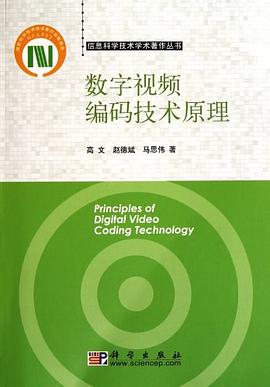 信息科学技术学术著作丛书
数字视频
编码技术原理
高文 赵德斌 马思伟 著
Principles of
Digital Video
Coding Technology
科学出版社
www.sciencep.com